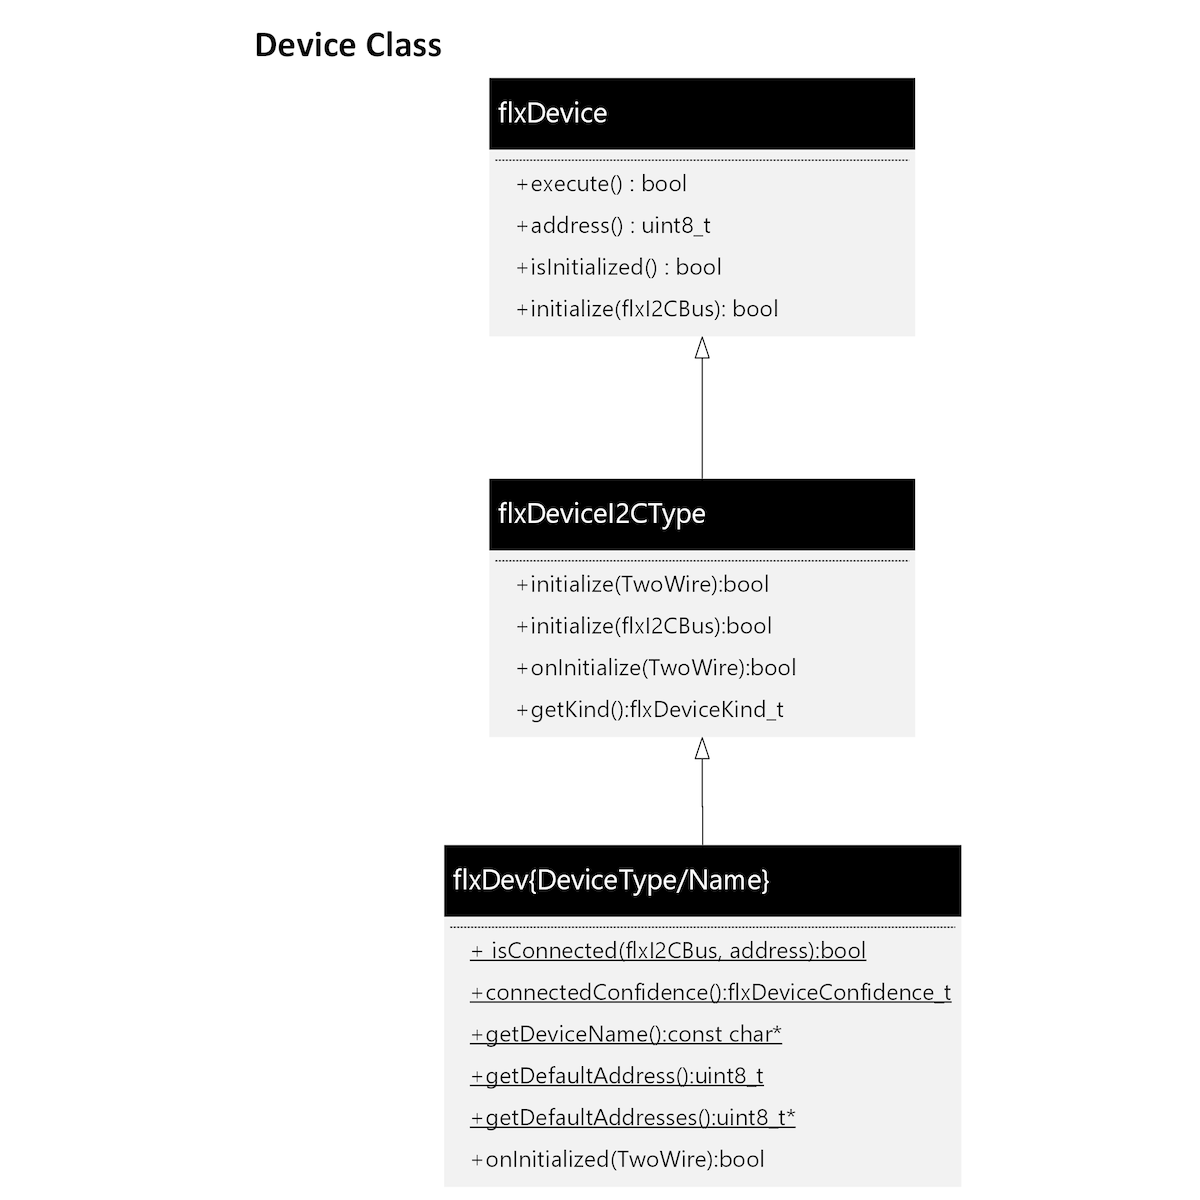 Device Class
flxDevice
+execute() : bool
+address() : uint8_t
+isInitialized() : bool
+initialize(flxI2CBus): bool
flxDeviceI2CType
+initialize(TwoWire):bool
+initialize(flxI2CBus):bool
+onInitialize(TwoWire):bool
+getKind():flxDeviceKind_t
flxDev{DeviceType/Name}
+ isConnected(flxI2CBus, address):bool
+connectedConfidence():flxDeviceConfidence_t
+getDeviceName():const char*
+getDefaultAddress():uint8_t
+getDefaultAddresses():uint8_t*
+onInitialized(TwoWire):bool